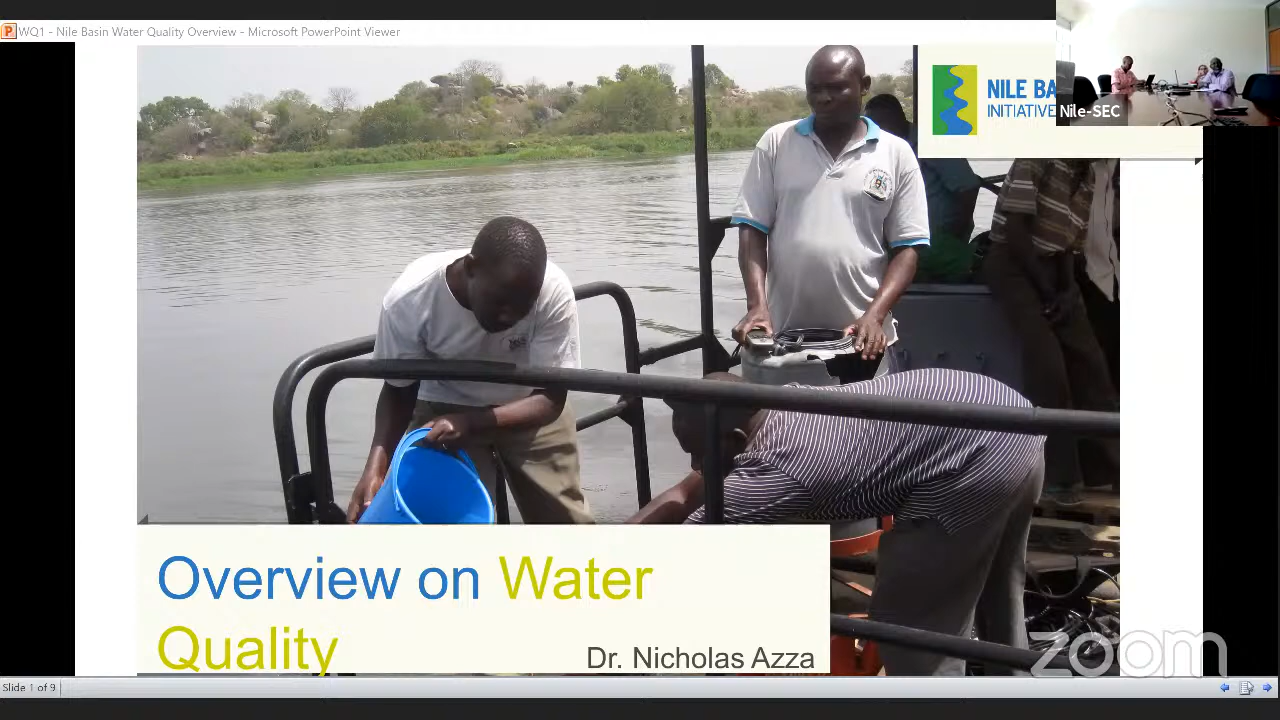 WQ1 - Nile Basin Water Quality Overview - Microsoft PowerPoint Viewer
NILE BA
INITIATIVE
Nile-SEC
Overview on Water
Quality
Dr. Nicholas Azza
zoom
Slide 1 of 9